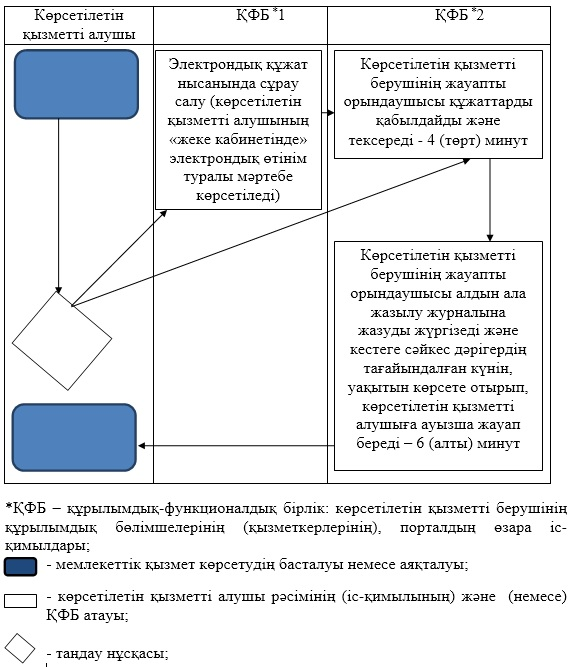 Көрсетілетін
қызметті алушы
ҚФБ *1
ҚФБ *2
Электрондық құжат
нысанында сұрау
салу (көрсетілетін
қызметті алушының
«жеке кабинетінде»
электрондық өтінім
туралы мәртебе
көрсетіледі)
Көрсетілетін қызметті
берушінің жауапты
орындаушысы құжаттарды
қабылдайды және
тексереді - 4 (төрт) минут
Көрсетілетін қызметті
берушінің жауапты
орындаушысы алдын ала
жазылу журналына
жазуды жүргізеді және
кестеге сәйкес дәрігердің
тағайындалған күнін,
уақытын көрсете отырып,
көрсетілетін қызметті
алушыға ауызша жауап
береді – 6 (алты) минут
*ҚФБ – құрылымдық-функционалдық бірлік: көрсетілетін қызметті берушінің
құрылымдық бөлімшелерінің (қызметкерлерінің), порталдың өзара іс-
қимылдары;
- мемлекеттік қызмет көрсетудің басталуы немесе аяқталуы;
- көрсетілетін қызметті алушы рәсімінің (іс-қимылының) және (немесе)
ҚФБ атауы;
- таңдау нұсқасы;